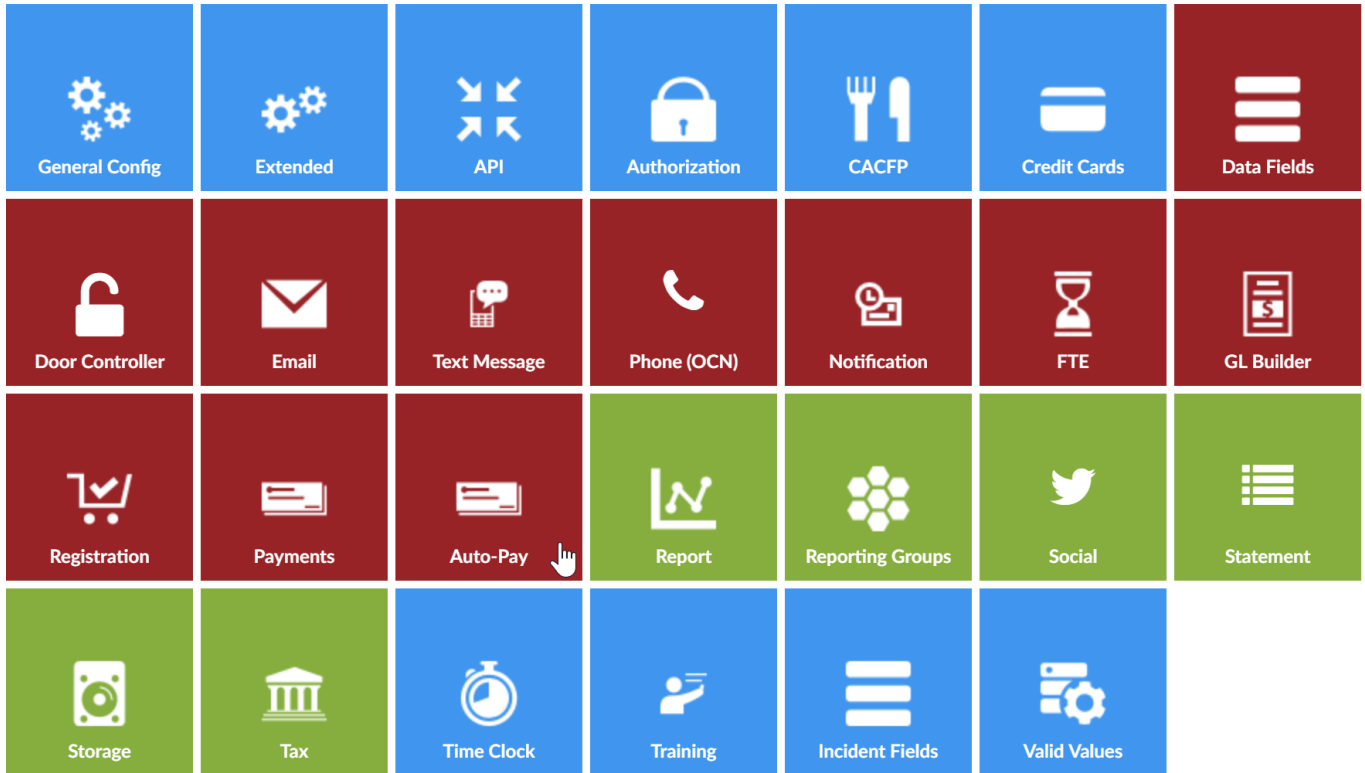 General Config
Extended
API
Authorization
CACFP
Credit Cards
Data Fields
Door Controller
Email
Text Message
Phone (OCN)
Notification
FTE
GL Builder
Registration
Payments
Auto-Pay
Report
Reporting Groups
Social
Statement
Storage
Tax
Time Clock
Training
Incident Fields
Valid Values